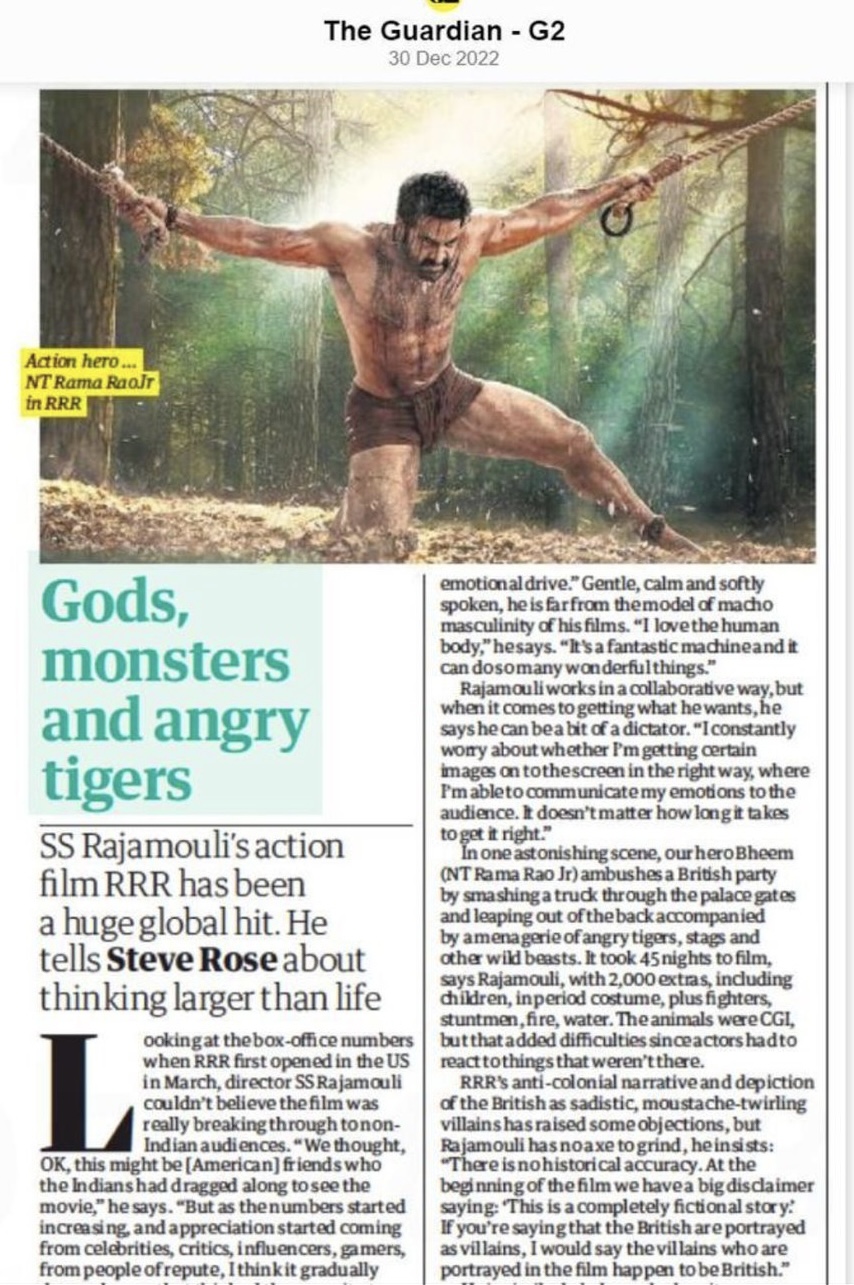 The Guardian - G2
30 Dec 2022
Action hero ...
NT Rama Rao Jr
in RRR
Gods,
monsters
and angry
tigers
SS Rajamouli's action
film RRR has been
a huge global hit. He
tells Steve Rose about
thinking larger than life
Looking at the box-office numbers
when RRR first opened in the US
in March, director SS Rajamouli
couldn't believe the film was
really breaking through to non-
Indian audiences. "We thought,
OK, this might be [American] friends who
the Indians had dragged along to see the
movie," he says. "But as the numbers started
increasing, and appreciation started coming
from celebrities, critics, influencers, gamers,
from people of repute, I think it gradually
emotional drive." Gentle, calm and softly
spoken, he is far from the model of macho
masculinity of his films. "I love the human
body," he says. "It's a fantastic machine and it
can do so many wonderful things."
Rajamouli works in a collaborative way, but
when it comes to getting what he wants, he
says he can be a bit of a dictator. "I constantly
worry about whether I'm getting certain
images on to the screen in the right way, where
I'm able to communicate my emotions to the
audience. It doesn't matter how long it takes
to get it right."
In one astonishing scene, our hero Bheem
(NT Rama Rao Jr) ambushes a British party
by smashing a truck through the palace gates
and leaping out of the back accompanied
by a menagerie of angry tigers, stags and
other wild beasts. It took 45 nights to film,
says Rajamouli, with 2,000 extras, including
children, in period costume, plus fighters,
stuntmen, fire, water. The animals were CGI,
but that added difficulties since actors had to
react to things that weren't there.
RRR's anti-colonial narrative and depiction
of the British as sadistic, moustache-twirling
villains has raised some objections, but
Rajamouli has no axe to grind, he insists:
"There is no historical accuracy. At the
beginning of the film we have a big disclaimer
saying: 'This is a completely fictional story.'
If you're saying that the British are portrayed
as villains, I would say the villains who are
portrayed in the film happen to be British."